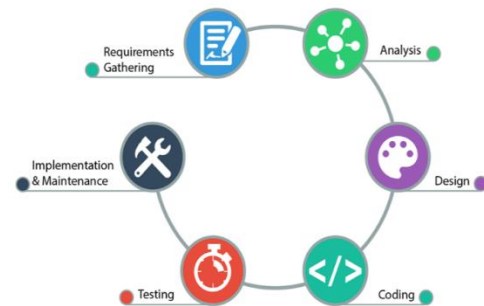 Requirements
Gathering
Analysis
Implementation
& Maintenance
Design
Testing
</>
Coding